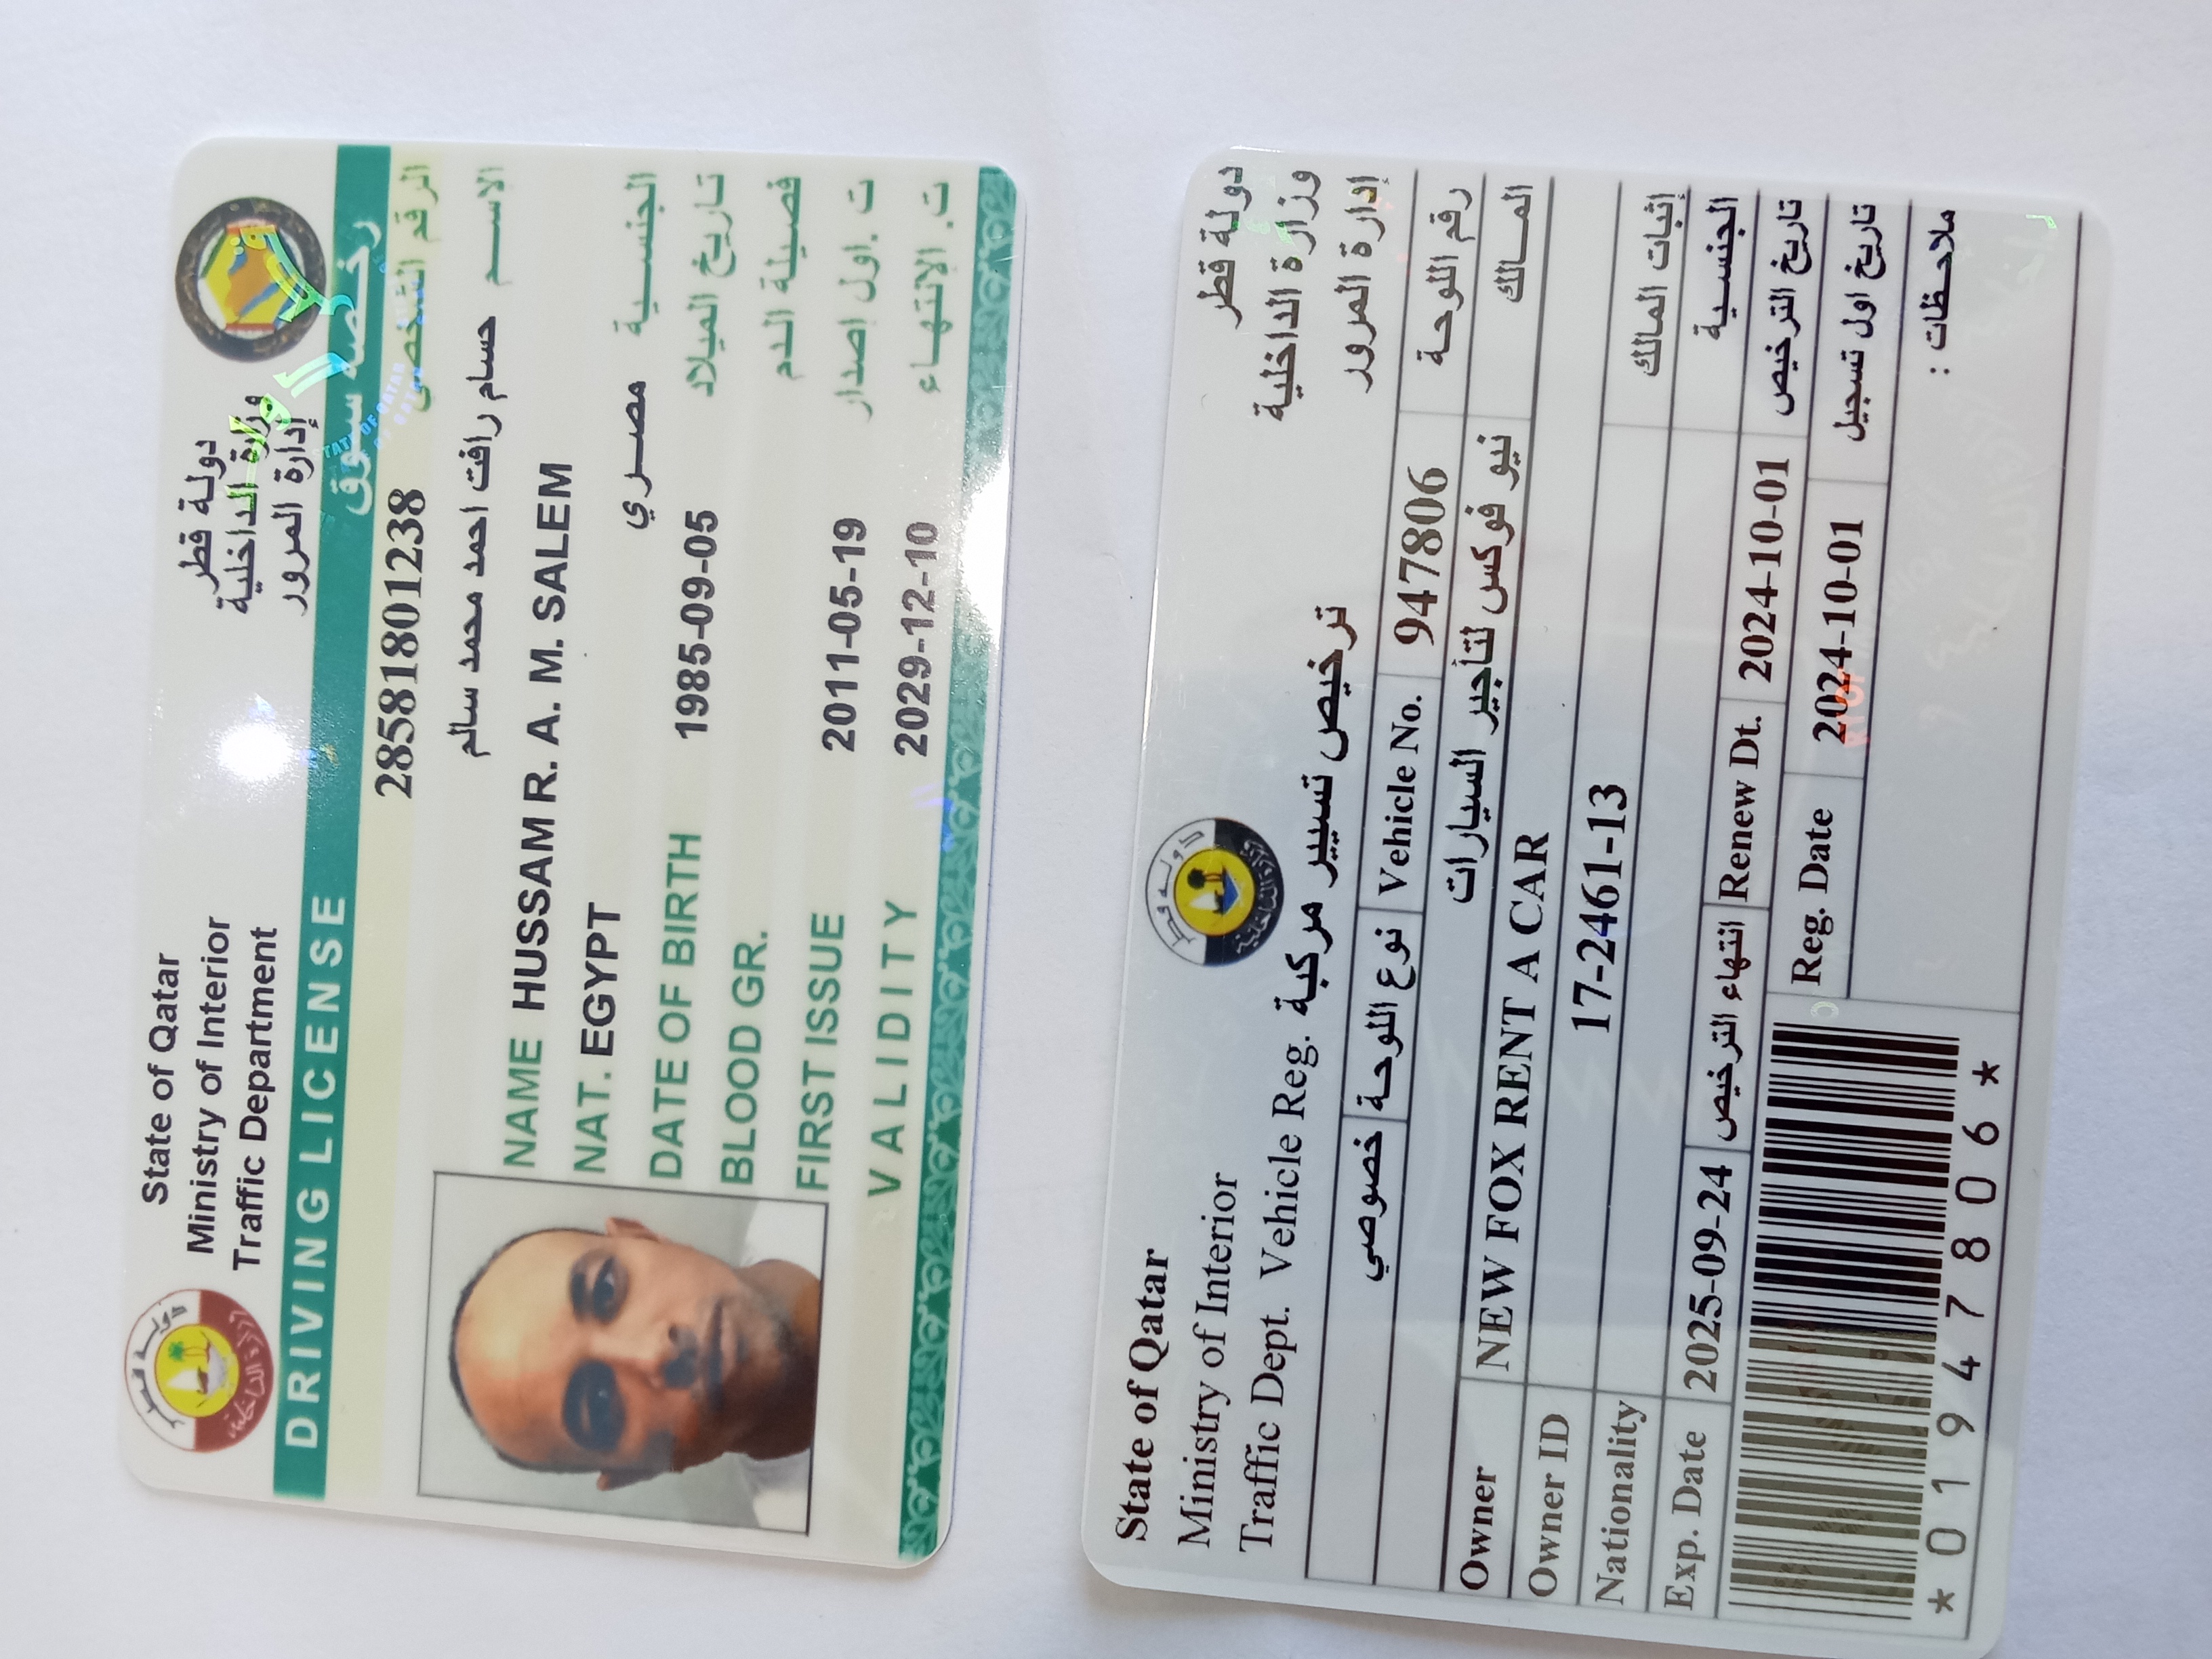 State of Qatar
Ministry of Interior
Traffic Department
دولة قطر
وزارة الداخلية
إدارة المرور
DRIVING LICENSE رخصة سوق
28581801238 الرقم الشخصي
حسام رافت احمد محمد سالم الاسم
NAME HUSSAM R. A. M. SALEM
NAT. EGYPT مصري الجنسية
DATE OF BIRTH 1985-09-05 تاريخ الميلاد
BLOOD GR. فصيلة الدم
FIRST ISSUE 2011-05-19 ت .اول اصدار
VALIDITY 2029-12-10 ت. الانتهاء
State of Qatar
Ministry of Interior
Traffic Dept. Vehicle Reg. ترخيص تسيير مركبة
دولة قطر
وزارة الداخلية
إدارة المرور
خصوصي نوع اللوحة Vehicle No. 947806 رقم اللوحة
نيو فوكس لتأجير السيارات المالك
Owner NEW FOX RENT A CAR
Owner ID 17-2461-13 إثبات المالك
Nationality الجنسية
Exp. Date 2025-09-24 انتهاء الترخيص Renew Dt. 2024-10-01 تاريخ الترخيص
Reg. Date 2024-10-01 تاريخ اول تسجيل
ملاحظات :
*01947806*